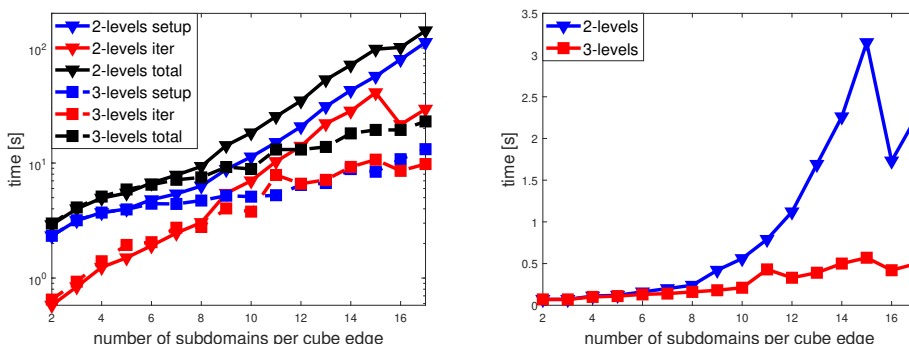 2-levels setup
2-levels iter
2-levels total
3-levels setup
3-levels iter
3-levels total
10²
10¹
10⁰
time [s]
2 4 6 8 10 12 14 16
number of subdomains per cube edge
2-levels
3-levels
3.5
3
2.5
2
1.5
1
0.5
0
time [s]
2 4 6 8 10 12 14 16
number of subdomains per cube edge